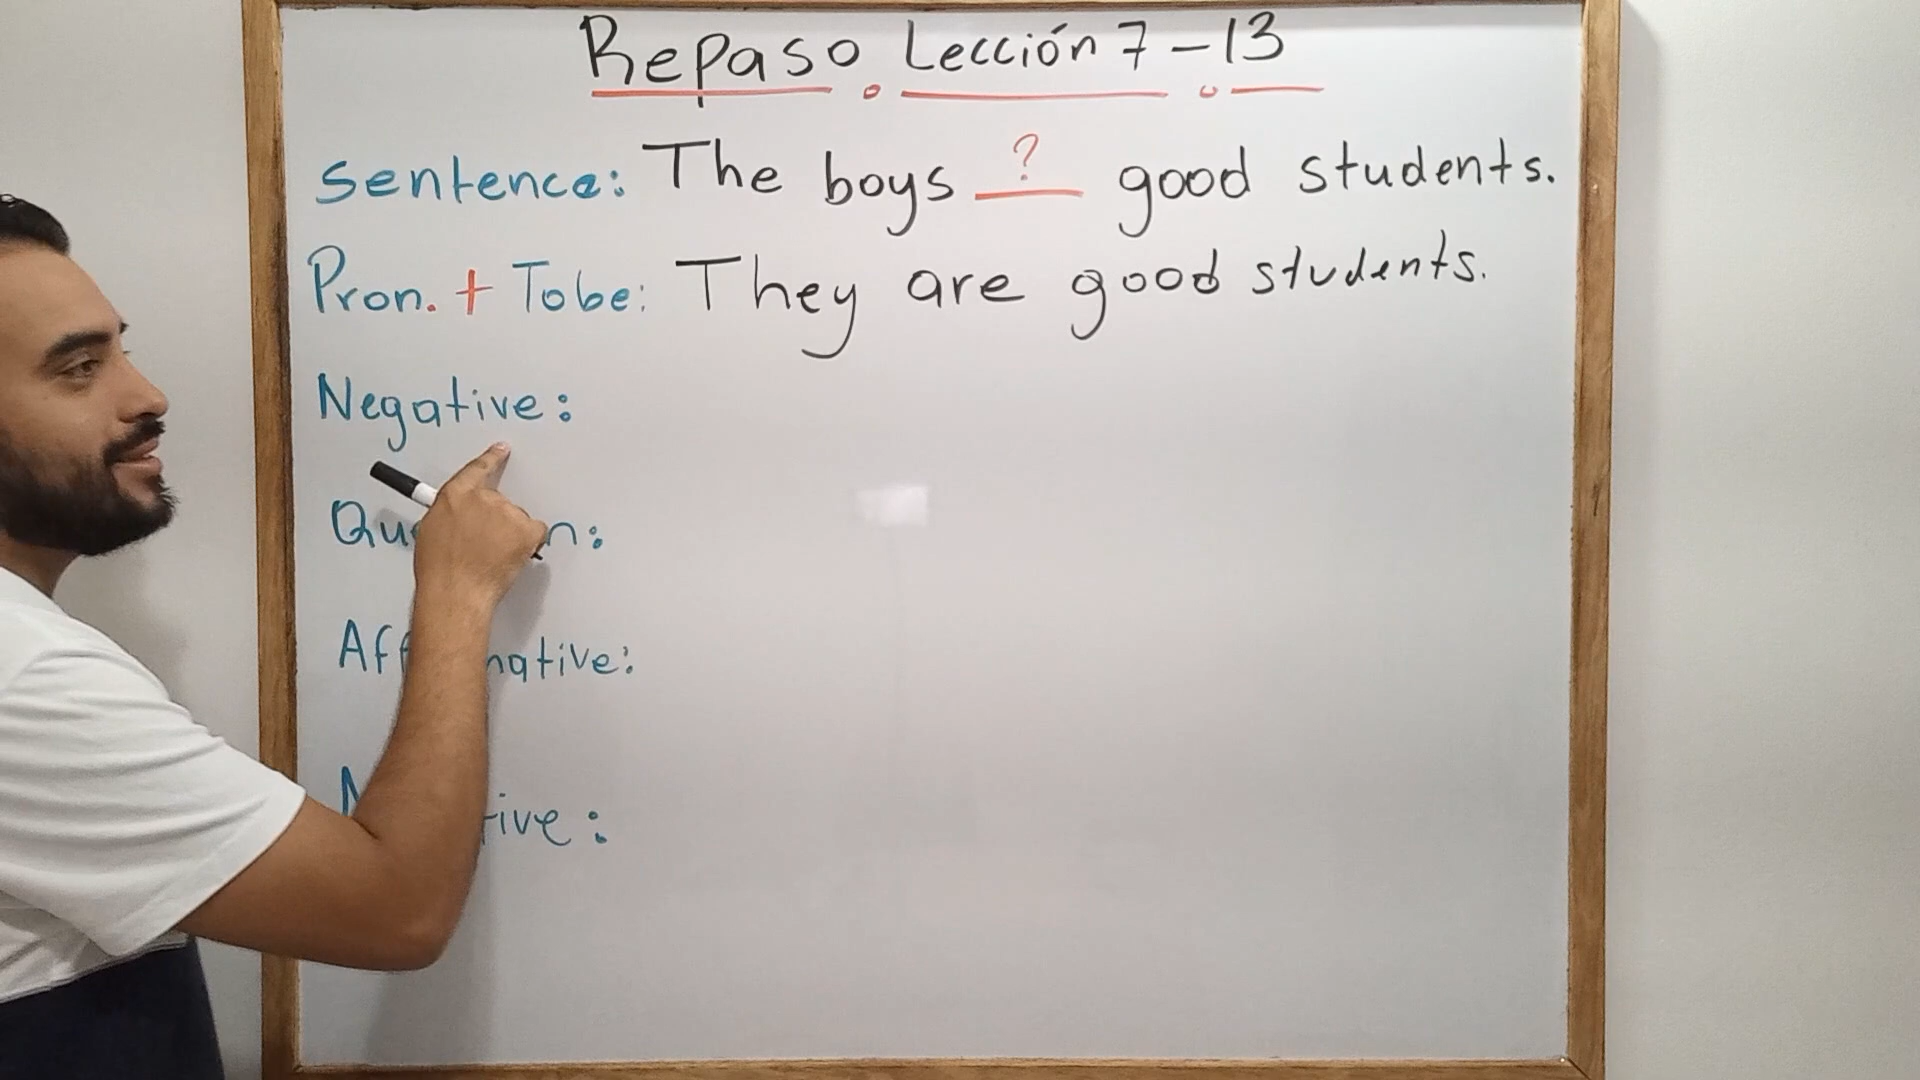 Repaso Lección 7-13
Sentence: The boys ? good students.
Pron. + Tobe: They are good students.
Negative: